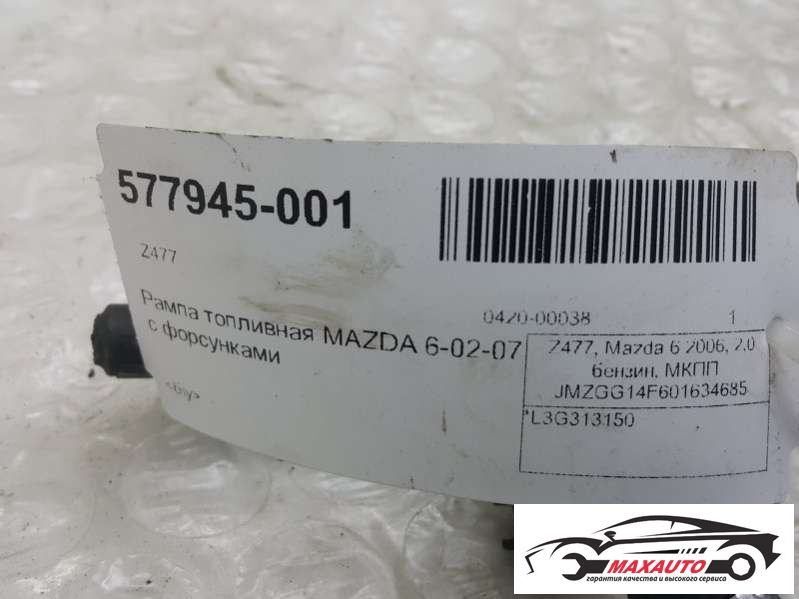 577945-001
Z477
Рампа топливная MAZDA 6-02-07
с форсунками
<б/у>
0420-00038 1
Z477, Mazda 6 2006, 2,0
бензин, МКПП
JMZGG14F601634685
*L3G313150
MAXAUTO
гарантия качества и высокого сервиса